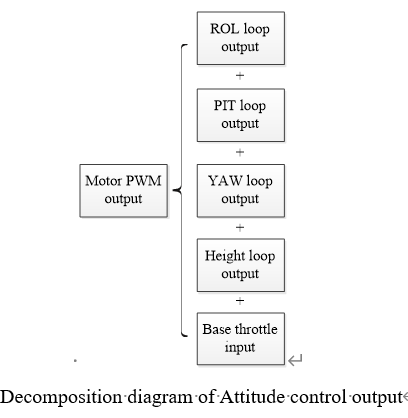 ROL loop
output
+
PIT loop
output
+
Motor PWM
output
YAW loop
output
+
Height loop
output
+
Base throttle
input
Decomposition diagram of Attitude control output